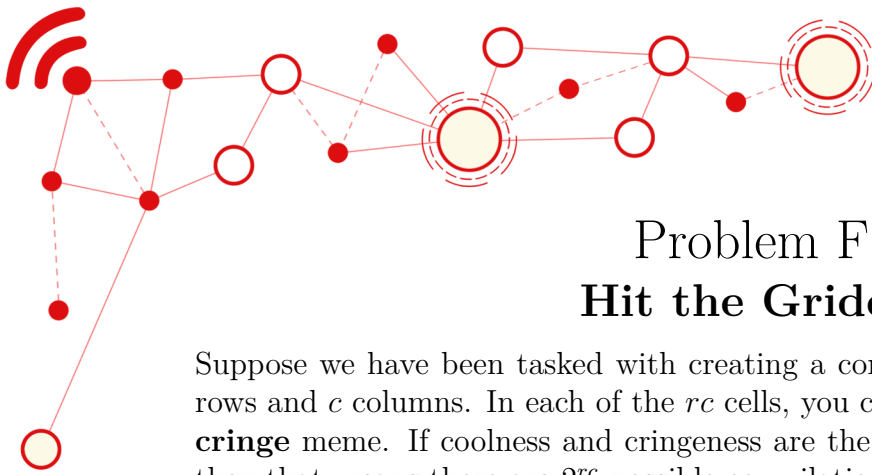 Problem F
Hit the Grid
Suppose we have been tasked with creating a
rows and c columns. In each of the rc cells, you
cringe meme. If coolness and cringeness are the